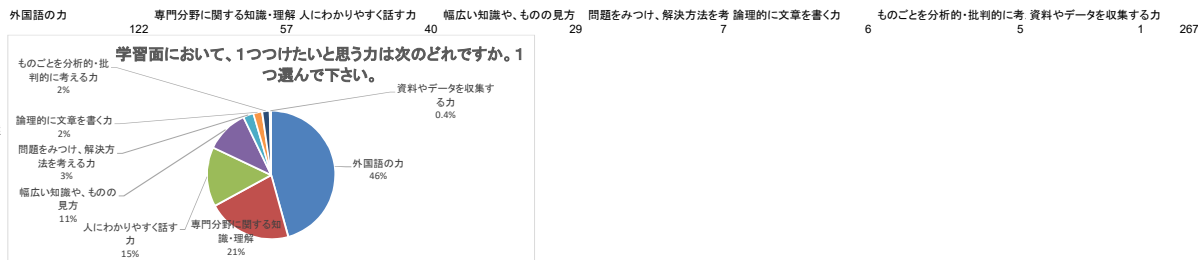 外国語の力 専門分野に関する知識・理解 人にわかりやすく話す力 幅広い知識や、ものの見方 問題をみつけ、解決方法を考 論理的に文章を書く力 ものごとを分析的・批判的に考 資料やデータを収集する力
122 57 40 29 7 6 5 1 267
学習面において、1つつけたいと思う力は次のどれですか。1
つ選んで下さい。
ものごとを分析的・批
判的に考える力
2%
資料やデータを収集す
る力
0.4%
論理的に文章を書く力
2%
問題をみつけ、解決方
法を考える力
3%
外国語の力
46%
幅広い知識や、ものの
見方
11%
人にわかりやすく話す
力
15%
専門分野に関する知
識・理解
21%